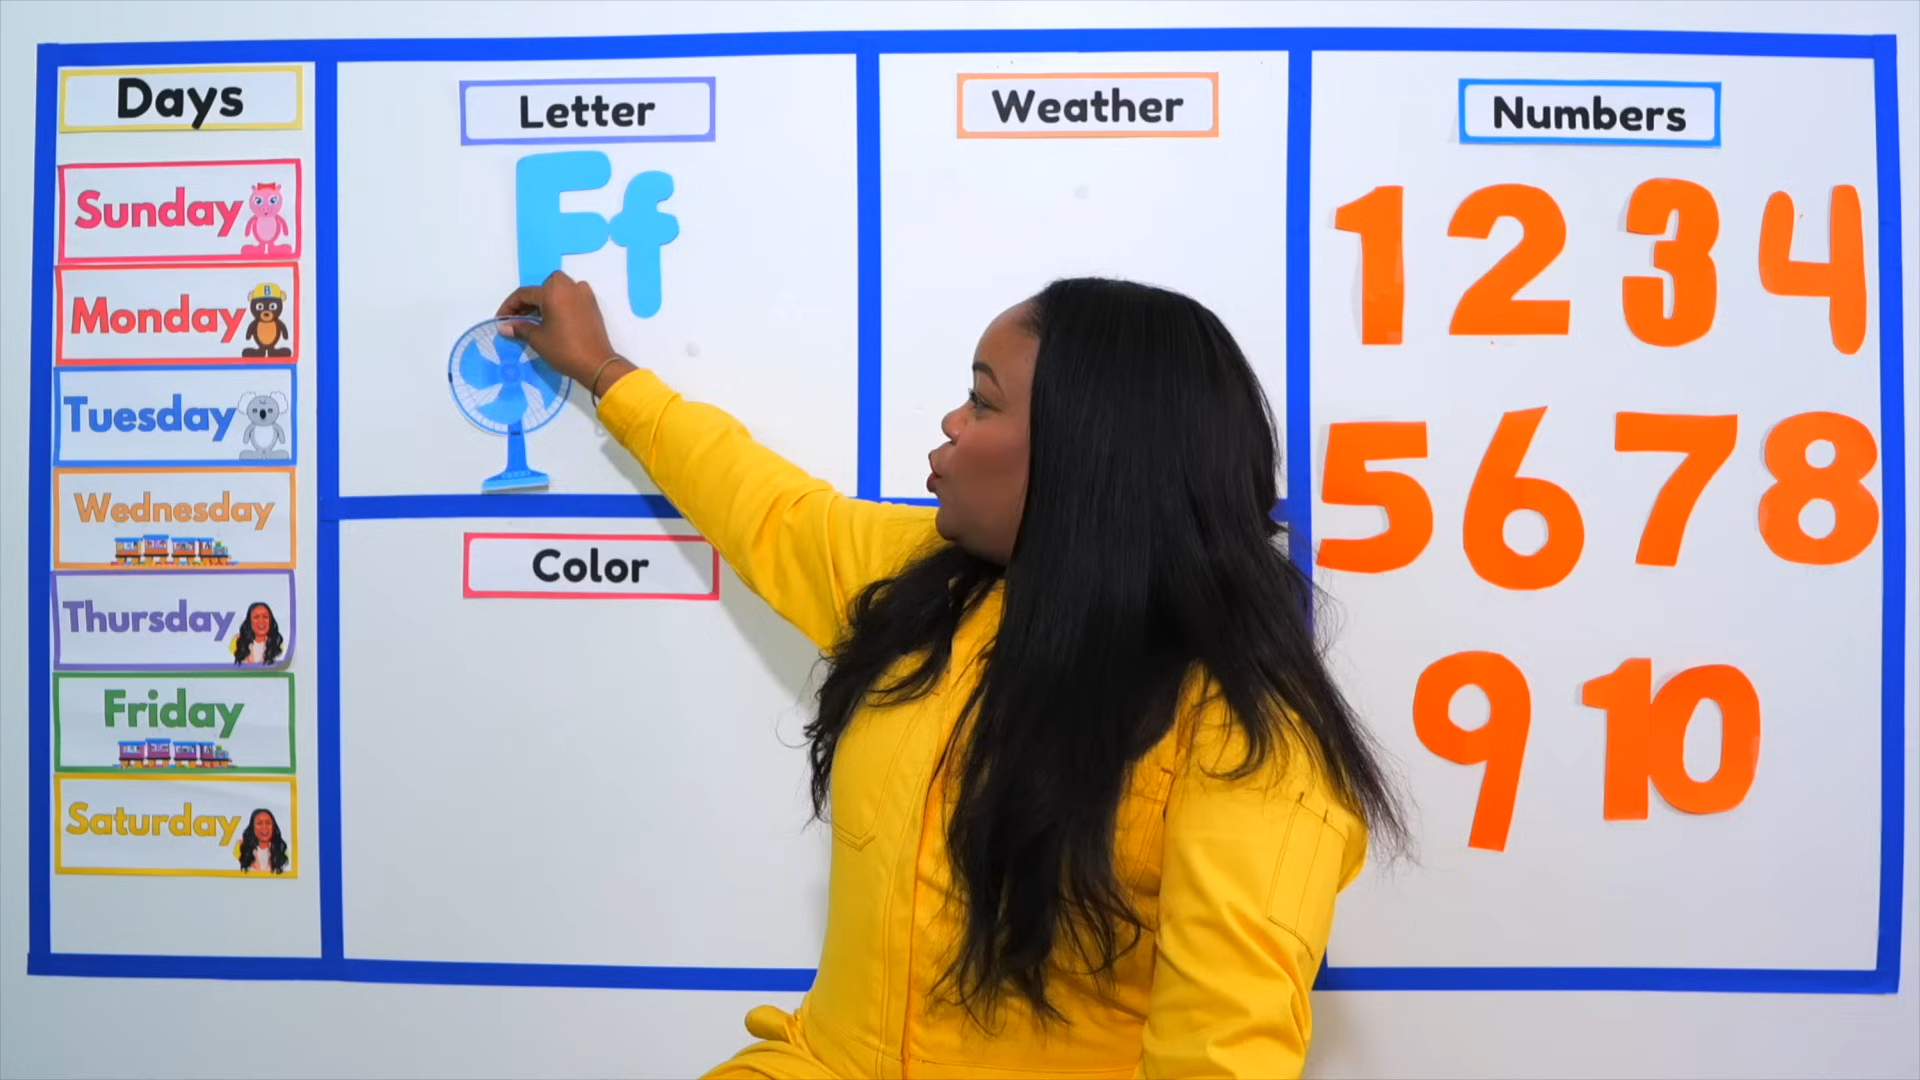 Days
Sunday
Monday
B
Tuesday
Wednesday
Thursday
Friday
Saturday
Letter
Ff
Color
Weather
Numbers
1 2 3 4
5 6 7 8
9 10